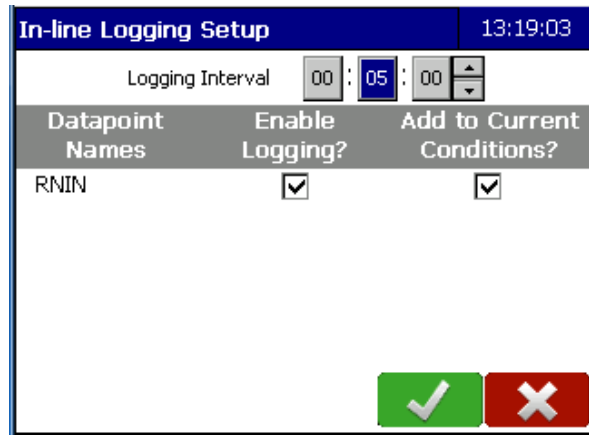 In-line Logging Setup 13:19:03
Logging Interval 00 : 05 : 00
Datapoint Names Enable Logging? Add to Current Conditions?
RNIN